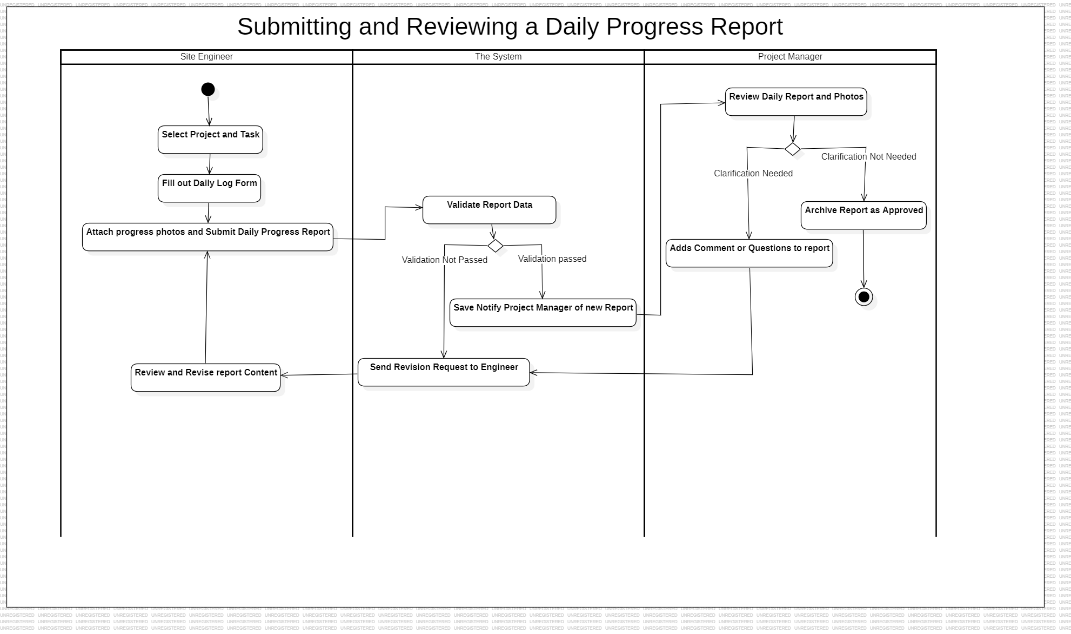 Submitting and Reviewing a Daily Progress Report
Site Engineer
The System
Project Manager
Select Project and Task
Fill out Daily Log Form
Attach progress photos and Submit Daily Progress Report
Review and Revise report Content
Validate Report Data
Validation Not Passed
Validation passed
Save Notify Project Manager of new Report
Send Revision Request to Engineer
Review Daily Report and Photos
Clarification Not Needed
Clarification Needed
Archive Report as Approved
Adds Comment or Questions to report
UNREGISTERED